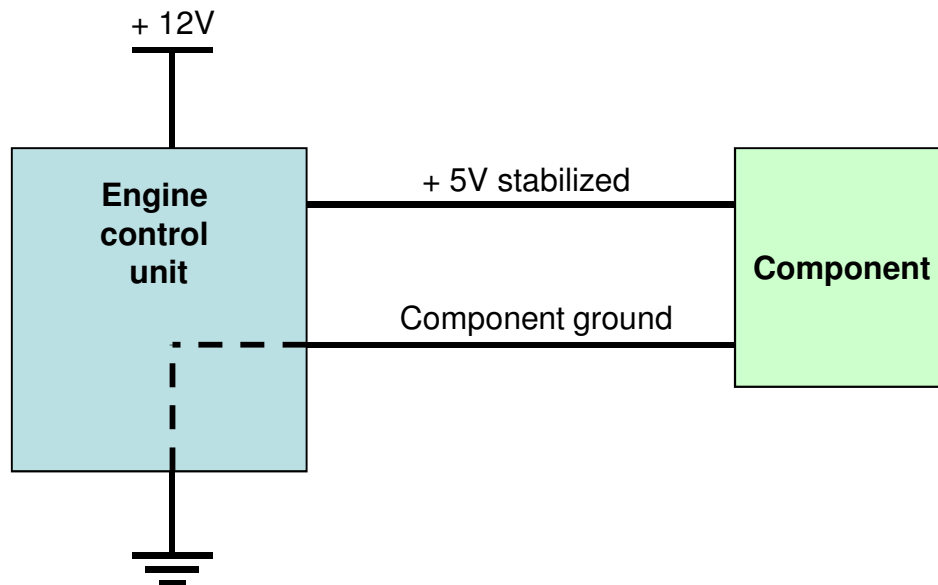 + 12V
Engine
control
unit
+ 5V stabilized
Component
Component ground